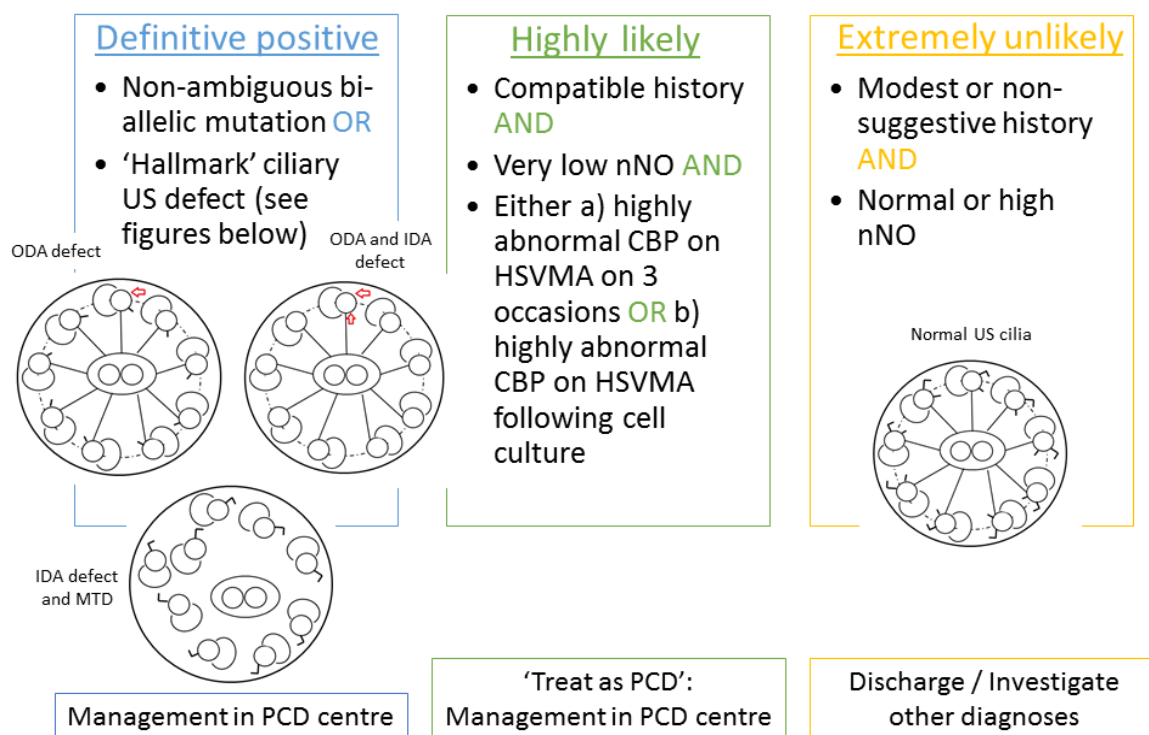 Definitive positive
• Non-ambiguous bi-
allelic mutation OR
• ‘Hallmark’ ciliary
US defect (see
figures below)
ODA defect
ODA and IDA
defect
IDA defect
and MTD
Management in PCD centre
Highly likely
• Compatible history
AND
• Very low nNO AND
• Either a) highly
abnormal CBP on
HSVMA on 3
occasions OR b)
highly abnormal
CBP on HSVMA
following cell
culture
‘Treat as PCD’:
Management in PCD centre
Extremely unlikely
• Modest or non-
suggestive history
AND
• Normal or high
nNO
Normal US cilia
Discharge / Investigate
other diagnoses